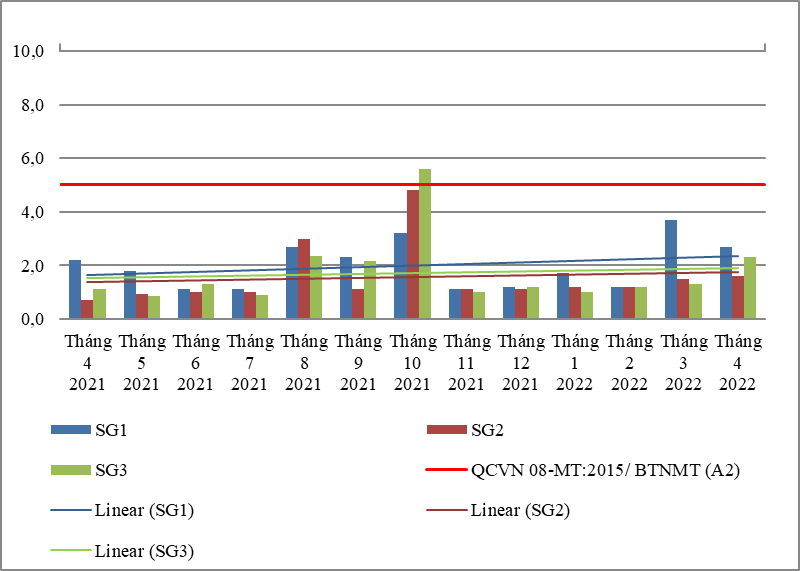 10,0
8,0
6,0
4,0
2,0
0,0
Tháng Tháng Tháng Tháng Tháng Tháng Tháng Tháng Tháng Tháng Tháng Tháng Tháng
4 5 6 7 8 9 10 11 12 1 2 3 4
2021 2021 2021 2021 2021 2021 2021 2021 2021 2022 2022 2022 2022
SG1 SG2
SG3 QCVN 08-MT:2015/ BTNMT (A2)
Linear (SG1) Linear (SG2)
Linear (SG3)